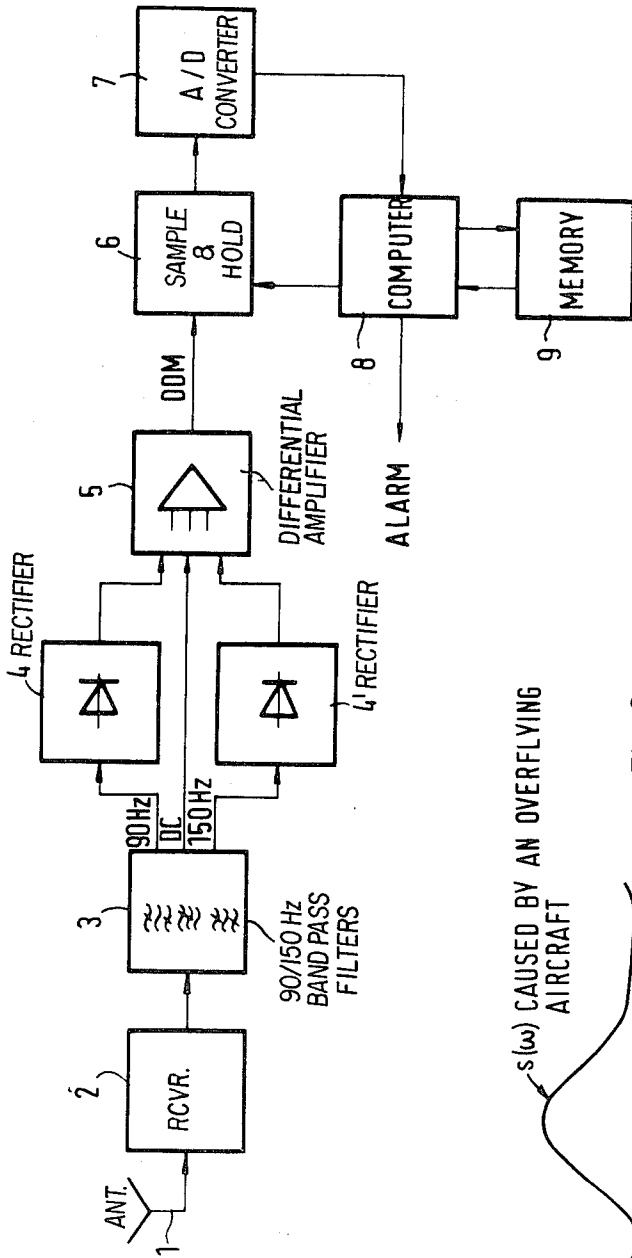 ANT.
1
2
RCVR.
3
90/150 Hz
BAND PASS
FILTERS
90Hz
DC
150Hz
4 RECTIFIER
4' RECTIFIER
5
DIFFERENTIAL
AMPLIFIER
DDM
6
SAMPLE
&
HOLD
7
A/D
CONVERTER
COMPUTER
8
ALARM
MEMORY
9
s(ω) CAUSED BY AN OVERFLYING
AIRCRAFT